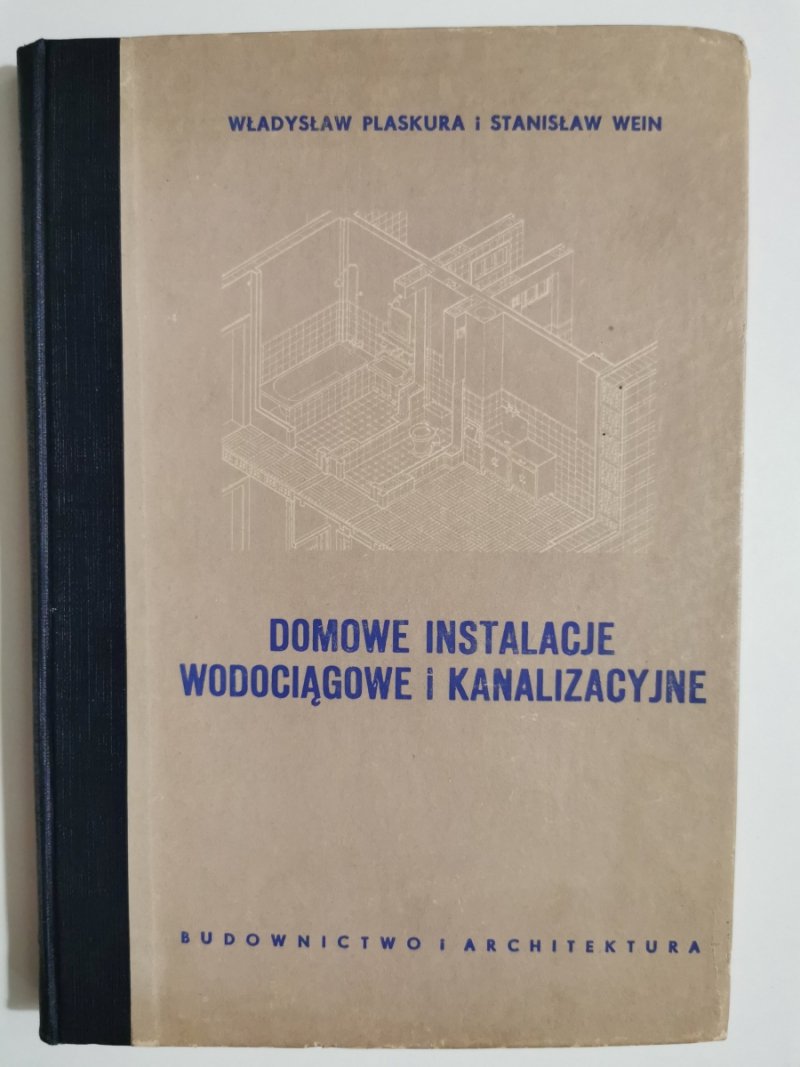 WŁADYSŁAW PLASKURA i STANISŁAW WEIN
DOMOWE INSTALACJE
WODOCIĄGOWE i KANALIZACYJNE
BUDOWNICTWO i ARCHITEKTURA